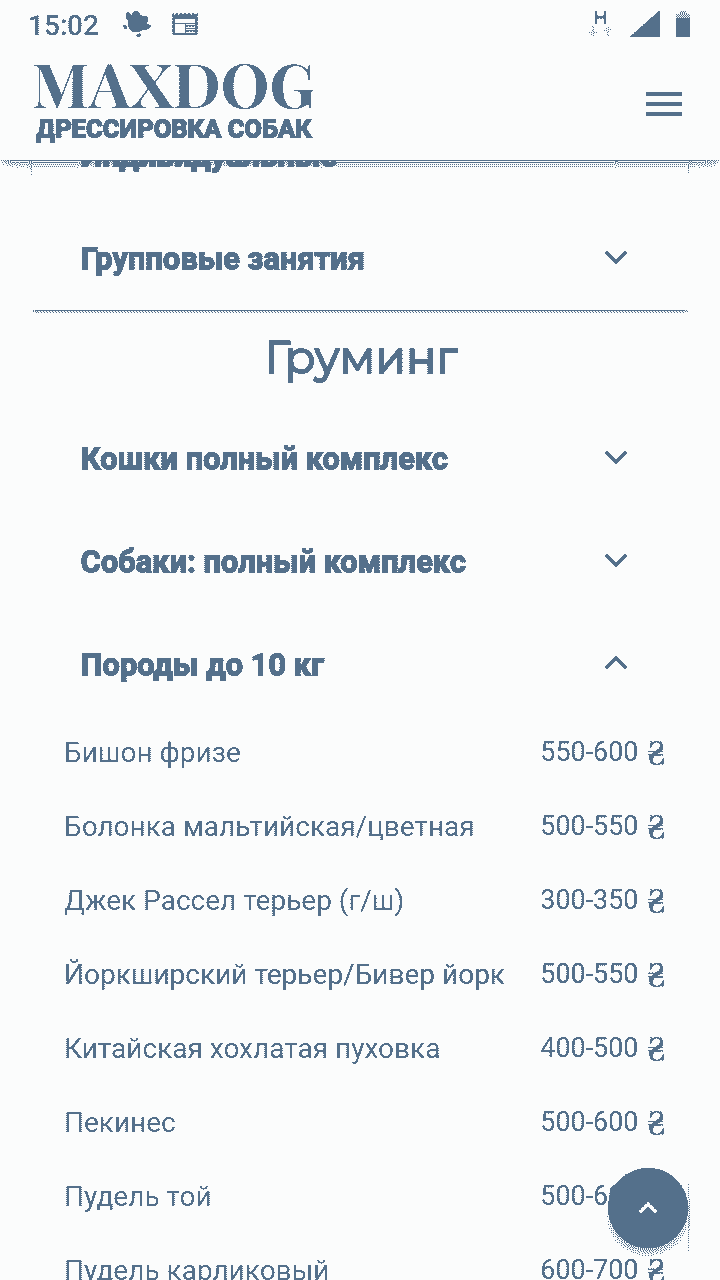 15:02
H
MAXDOG
ДРЕССИРОВКА СОБАК
Групповые занятия
Груминг
Кошки полный комплекс
Собаки: полный комплекс
Породы до 10 кг
Бишон фризе 550-600 ₴
Болонка мальтийская/цветная 500-550 ₴
Джек Рассел терьер (г/ш) 300-350 ₴
Йоркширский терьер/Бивер йорк 500-550 ₴
Китайская хохлатая пуховка 400-500 ₴
Пекинес 500-600 ₴
Пудель той 500-6
Пудель карликовый 600-700 ₴